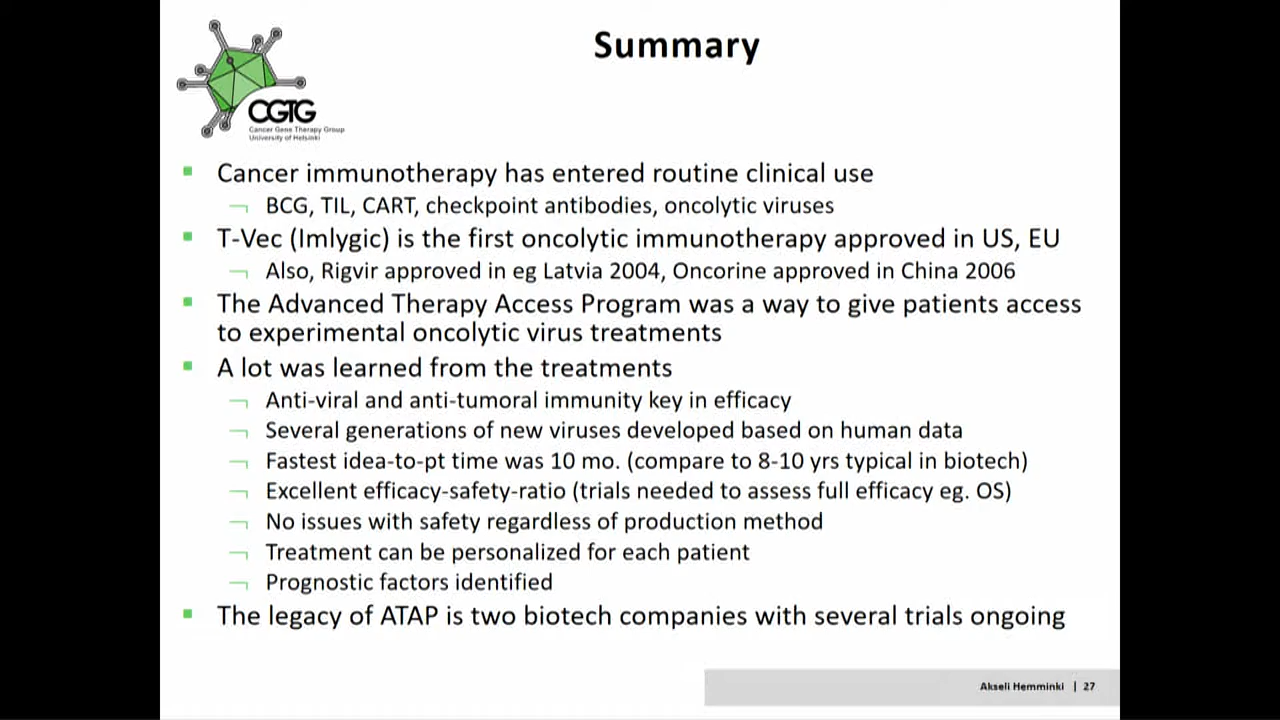 Summary
CGTG
Cancer Gene Therapy Group
University of Helsinki
Cancer immunotherapy has entered routine clinical use
BCG, TIL, CART, checkpoint antibodies, oncolytic viruses
T-Vec (Imlygic) is the first oncolytic immunotherapy approved in US, EU
Also, Rigvir approved in eg Latvia 2004, Oncorine approved in China 2006
The Advanced Therapy Access Program was a way to give patients access
to experimental oncolytic virus treatments
A lot was learned from the treatments
Anti-viral and anti-tumoral immunity key in efficacy
Several generations of new viruses developed based on human data
Fastest idea-to-pt time was 10 mo. (compare to 8-10 yrs typical in biotech)
Excellent efficacy-safety-ratio (trials needed to assess full efficacy eg. OS)
No issues with safety regardless of production method
Treatment can be personalized for each patient
Prognostic factors identified
The legacy of ATAP is two biotech companies with several trials ongoing
Akseli Hemminki | 27